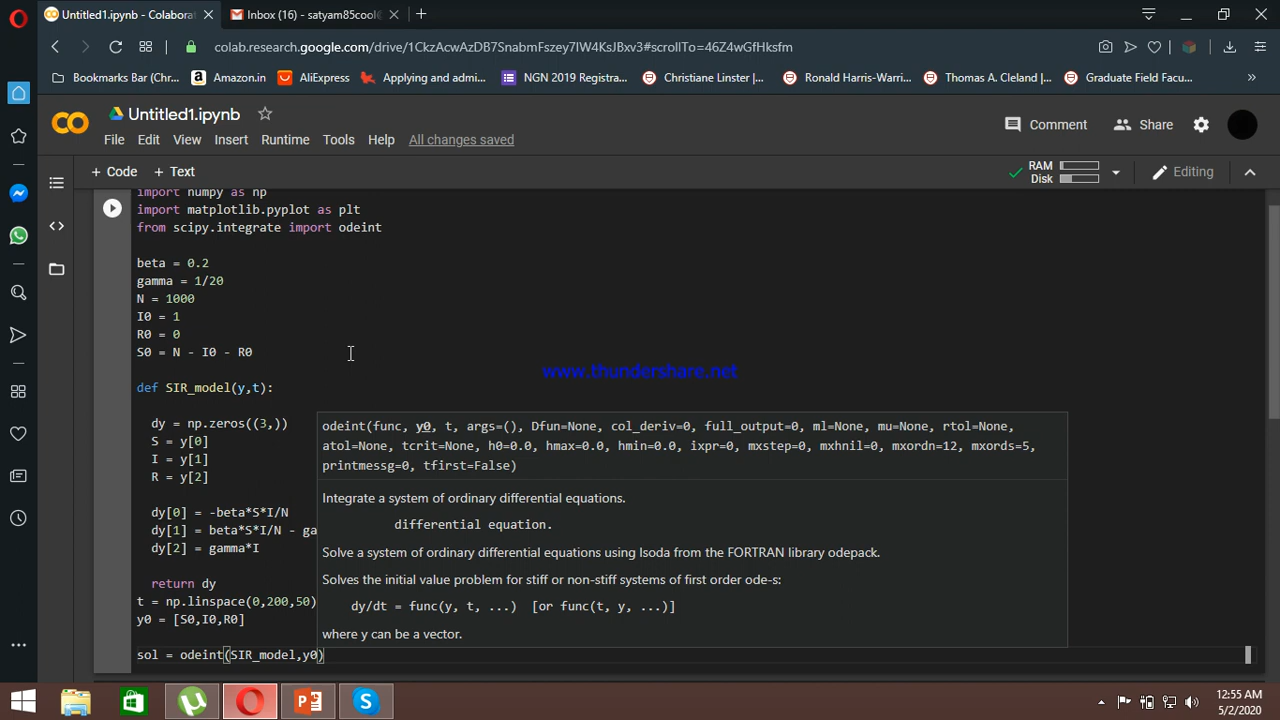 Untitled1.ipynb - Colabora
Inbox (16) - satyam85cool@
colab.research.google.com/drive/1CkzAcwAzDB7SnabmFszey7IW4KsJBxv3#scrollTo=46Z4wGfHksfm
Bookmarks Bar (Chr...
Amazon.in
AliExpress
Applying and admi...
NGN 2019 Registra...
Christiane Linster |...
Ronald Harris-Warri...
Thomas A. Cleland |...
Graduate Field Facu...
»
CO
Untitled1.ipynb
Comment
Share
File Edit View Insert Runtime Tools Help All changes saved
+ Code + Text
RAM
Disk
Editing
import numpy as np
import matplotlib.pyplot as plt
from scipy.integrate import odeint
beta = 0.2
gamma = 1/20
N = 1000
I0 = 1
R0 = 0
S0 = N - I0 - R0
www.thundershare.net
def SIR_model(y,t):
dy = np.zeros((3,))
S = y[0]
I = y[1]
R = y[2]
dy[0] = -beta*S*I/N
dy[1] = beta*S*I/N - ga
dy[2] = gamma*I
return dy
t = np.linspace(0,200,50)
y0 = [S0,I0,R0]
sol = odeint(SIR_model,y0)
odeint(func, y0, t, args=(), Dfun=None, col_deriv=0, full_output=0, ml=None, mu=None, rtol=None,
atol=None, tcrit=None, h0=0.0, hmax=0.0, hmin=0.0, ixpr=0, mxstep=0, mxhnil=0, mxordn=12, mxords=5,
printmessg=0, tfirst=False)
Integrate a system of ordinary differential equations.
differential equation.
Solve a system of ordinary differential equations using lsoda from the FORTRAN library odepack.
Solves the initial value problem for stiff or non-stiff systems of first order ode-s:
dy/dt = func(y, t, ...) [or func(t, y, ...)]
where y can be a vector.
12:55 AM
5/2/2020